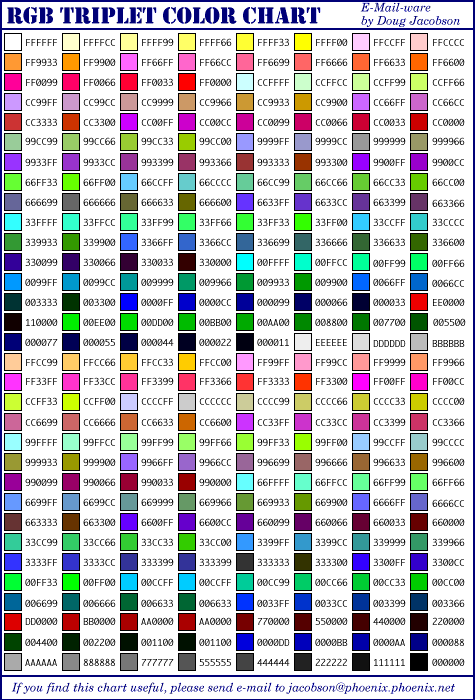 RGB TRIPLET COLOR CHART
E-Mail-ware
by Doug Jacobson
FFFFFF FFFFCC FFFF99 FFFF66 FFFF33 FFFF00 FFCCFF FFCCCC
FF9933 FF9900 FF66FF FF66CC FF6699 FF6666 FF6633 FF6600
FF0099 FF0066 FF0033 FF0000 CCFFFF CCFFCC CCFF99 CCFF66
CC99FF CC99CC CC9999 CC9966 CC9933 CC9900 CC66FF CC66CC
CC3333 CC3300 CC00FF CC00CC CC0099 CC0066 CC0033 CC0000
99CC99 99CC66 99CC33 99CC00 9999FF 9999CC 999999 999966
9933FF 9933CC 993399 993366 993333 993300 9900FF 9900CC
66FF33 66FF00 66CCFF 66CCCC 66CC99 66CC66 66CC33 66CC00
666699 666666 666633 666600 6633FF 6633CC 663399 663366
33FFFF 33FFCC 33FF99 33FF66 33FF33 33FF00 33CCFF 33CCCC
339933 339900 3366FF 3366CC 336699 336666 336633 336600
330099 330066 330033 330000 00FFFF 00FFCC 00FF99 00FF66
0099FF 0099CC 009999 009966 009933 009900 0066FF 0066CC
003333 003300 0000FF 0000CC 000099 000066 000033 EE0000
110000 00EE00 00DD00 00BB00 00AA00 008800 007700 005500
000077 000055 000044 000022 000011 EEEEEE DDDDDD BBBBBB
FFCC99 FFCC66 FFCC33 FFCC00 FF99FF FF99CC FF9999 FF9966
FF33FF FF33CC FF3399 FF3366 FF3333 FF3300 FF00FF FF00CC
CCFF33 CCFF00 CCCCFF CCCCCC CCCC99 CCCC66 CCCC33 CCCC00
CC6699 CC6666 CC6633 CC6600 CC33FF CC33CC CC3399 CC3366
99FFFF 99FFCC 99FF99 99FF66 99FF33 99FF00 99CCFF 99CCCC
999933 999900 9966FF 9966CC 996699 996666 996633 996600
990099 990066 990033 990000 66FFFF 66FFCC 66FF99 66FF66
6699FF 6699CC 669999 669966 669933 669900 6666FF 6666CC
663333 663300 6600FF 6600CC 660099 660066 660033 660000
33CC99 33CC66 33CC33 33CC00 3399FF 3399CC 339999 339966
3333FF 3333CC 333399 333399 333333 333300 3300FF 3300CC
00FF33 00FF00 00CCFF 00CCFF 00CC99 00CC66 00CC33 00CC00
006699 006666 006633 006633 0033FF 0033CC 003399 003366
DD0000 BB0000 AA0000 AA0000 770000 550000 440000 220000
004400 002200 001100 001100 0000DD 0000BB 0000AA 000088
AAAAAA 888888 777777 555555 444444 222222 111111 000000
If you find this chart useful, please send e-mail to jacobson@phoenix.phoenix.net